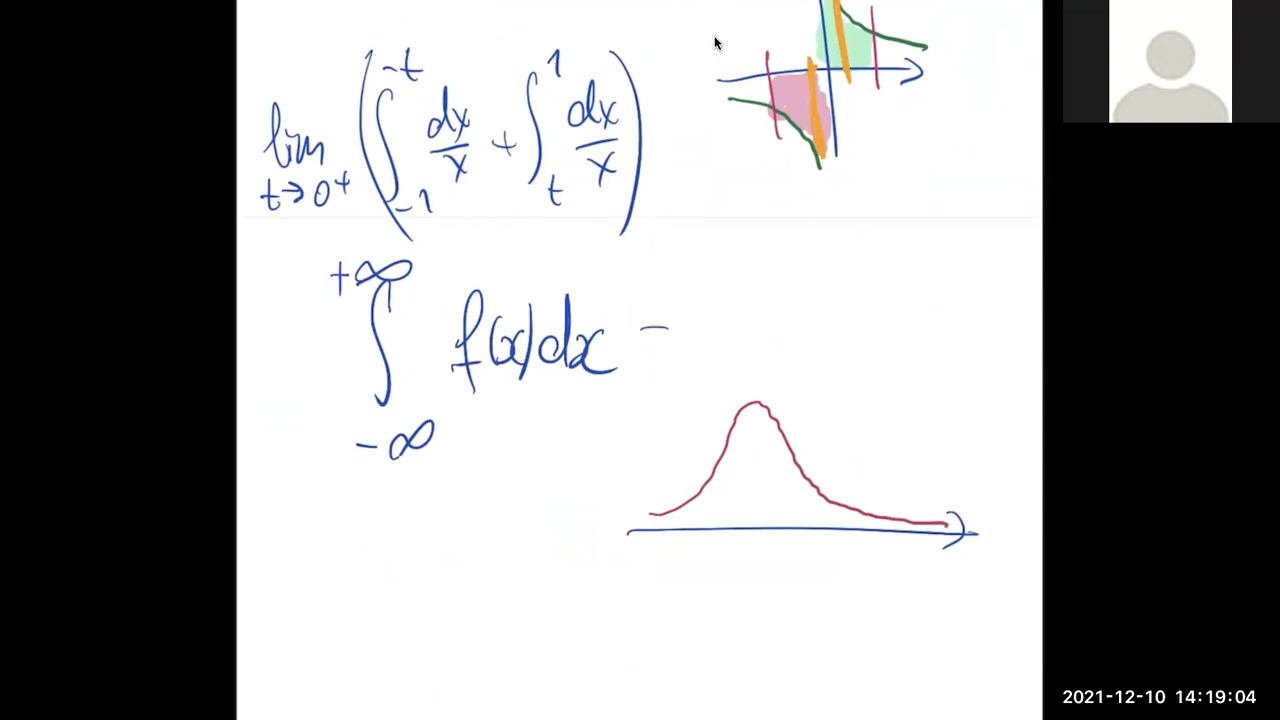 lim t→0+ ( ∫_{-1}^{-t} dx/x + ∫_{t}^{1} dx/x )
∫_{-∞}^{+∞} f(x)dx =
2021-12-10 14:19:04